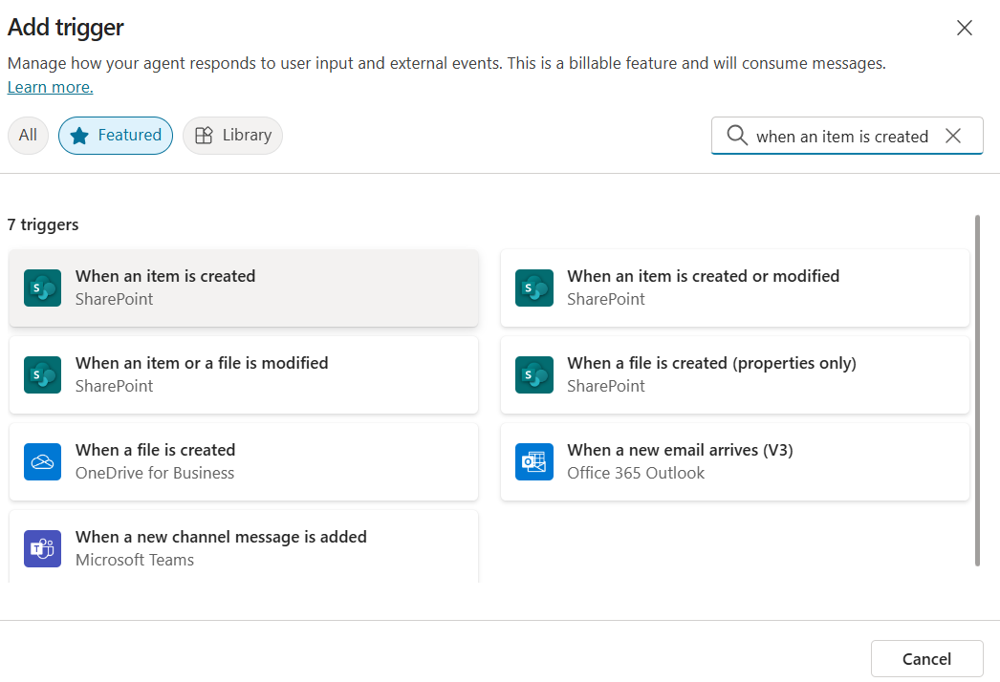 Add trigger
Manage how your agent responds to user input and external events. This is a billable feature and will consume messages.
Learn more.
All
Featured
Library
when an item is created
7 triggers
When an item is created
SharePoint
When an item is created or modified
SharePoint
When an item or a file is modified
SharePoint
When a file is created (properties only)
SharePoint
When a file is created
OneDrive for Business
When a new email arrives (V3)
Office 365 Outlook
When a new channel message is added
Microsoft Teams
Cancel